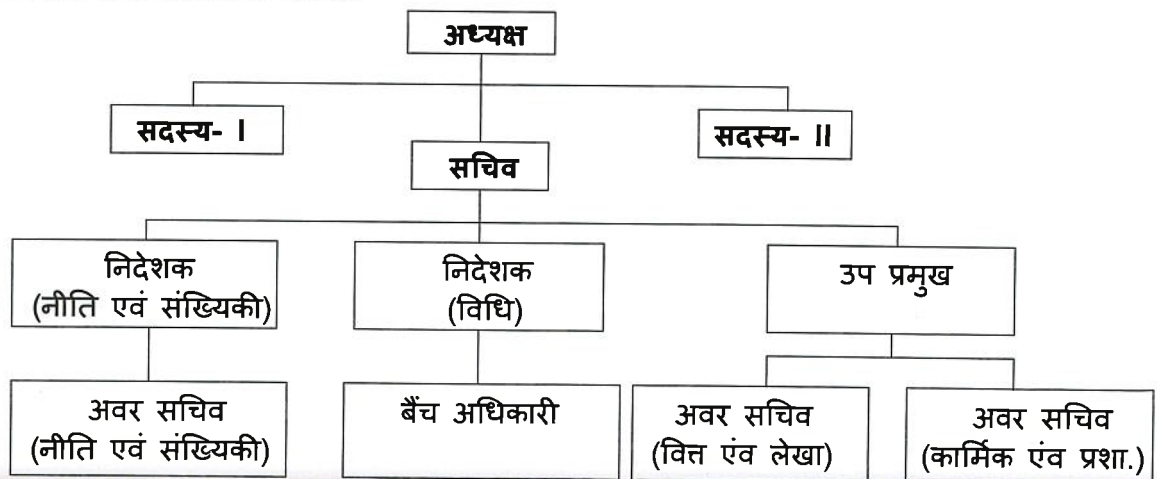 अध्यक्ष
सदस्य- I
सदस्य- II
सचिव
निदेशक
(नीति एवं संख्यिकी)
निदेशक
(विधि)
उप प्रमुख
अवर सचिव
(नीति एवं संख्यिकी)
बैंच अधिकारी
अवर सचिव
(वित्त एंव लेखा)
अवर सचिव
(कार्मिक एंव प्रशा.)